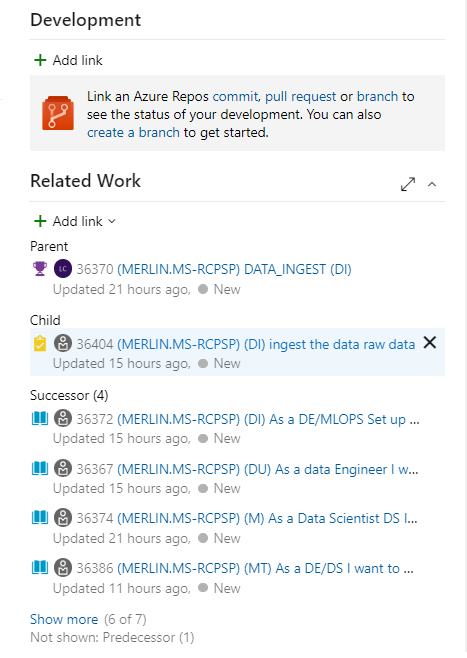 Development
+ Add link
Link an Azure Repos commit, pull request or branch to
see the status of your development. You can also
create a branch to get started.
Related Work
+ Add link
Parent
LC 36370 (MERLIN.MS-RCPSP) DATA_INGEST (DI)
Updated 21 hours ago, New
Child
36404 (MERLIN.MS-RCPSP) (DI) ingest the data raw data
Updated 15 hours ago, New
Successor (4)
36372 (MERLIN.MS-RCPSP) (DI) As a DE/MLOPS Set up ...
Updated 15 hours ago, New
36367 (MERLIN.MS-RCPSP) (DU) As a data Engineer I w...
Updated 15 hours ago, New
36374 (MERLIN.MS-RCPSP) (M) As a Data Scientist DS I...
Updated 21 hours ago, New
36386 (MERLIN.MS-RCPSP) (MT) As a DE/DS I want to ...
Updated 11 hours ago, New
Show more (6 of 7)
Not shown: Predecessor (1)